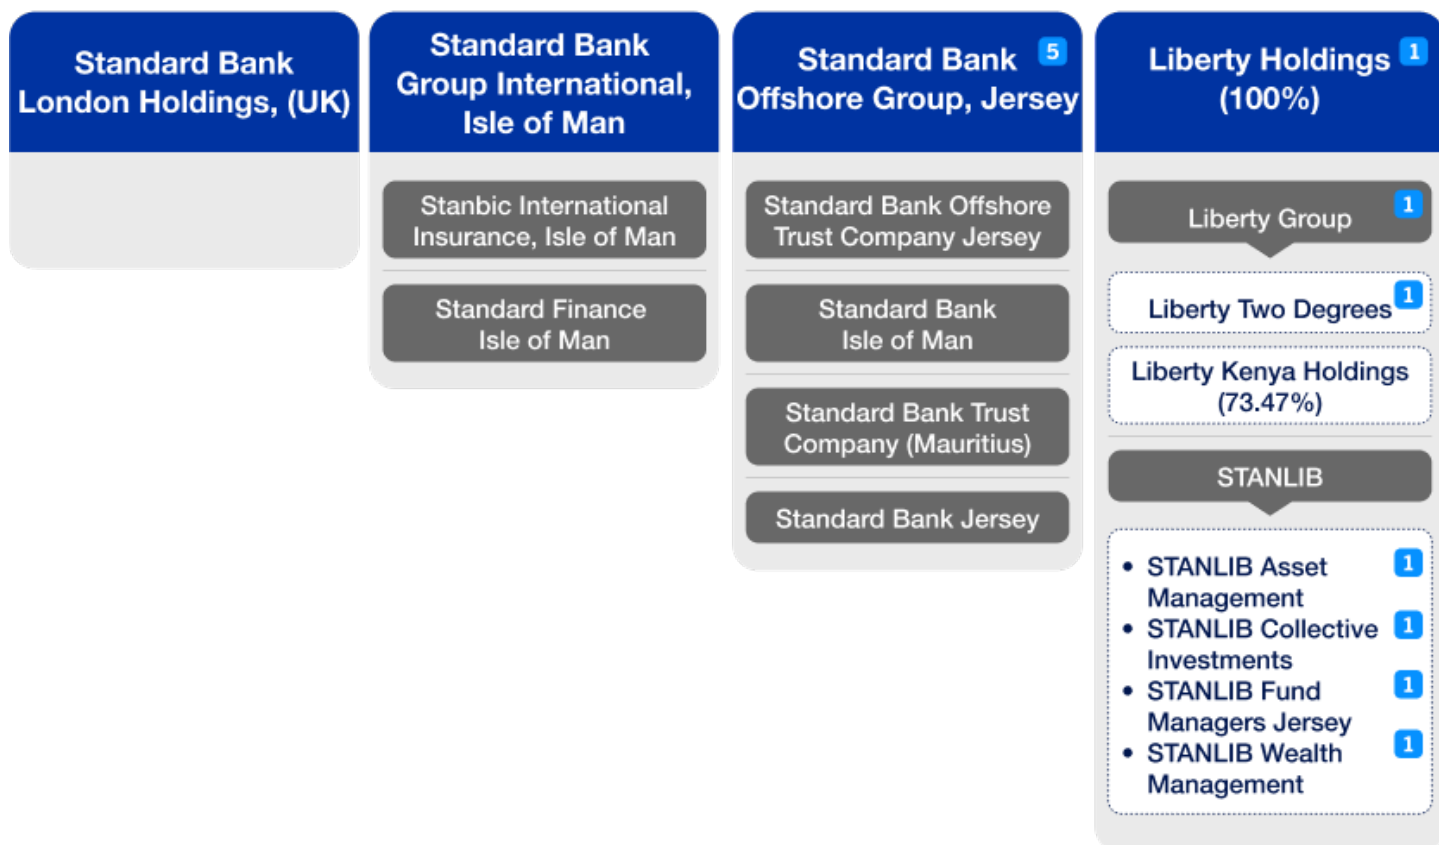 Standard Bank
London Holdings, (UK)
Standard Bank
Group International,
Isle of Man
Stanbic International
Insurance, Isle of Man
Standard Finance
Isle of Man
Standard Bank 5
Offshore Group, Jersey
Standard Bank Offshore
Trust Company Jersey
Standard Bank
Isle of Man
Standard Bank Trust
Company (Mauritius)
Standard Bank Jersey
Liberty Holdings 1
(100%)
Liberty Group 1
Liberty Two Degrees 1
Liberty Kenya Holdings
(73.47%)
STANLIB
• STANLIB Asset 1
Management
• STANLIB Collective 1
Investments
• STANLIB Fund 1
Managers Jersey
• STANLIB Wealth 1
Management